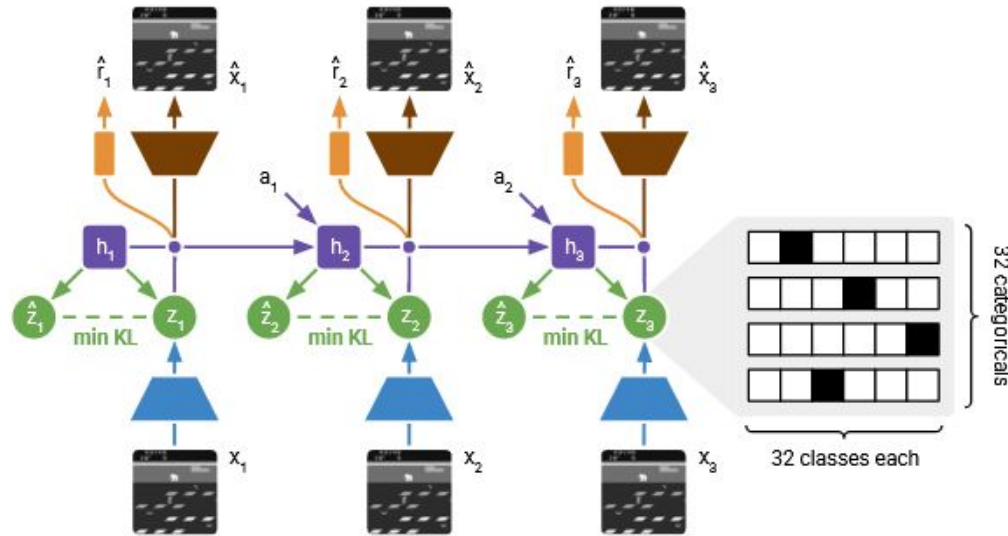 r̂₁ x̂₁ r̂₂ x̂₂ r̂₃ x̂₃
a₁ a₂
h₁ h₂ h₃
ẑ₁ z₁ ẑ₂ z₂ ẑ₃ z₃
min KL min KL min KL
x₁ x₂ x₃
32 categoricals
32 classes each